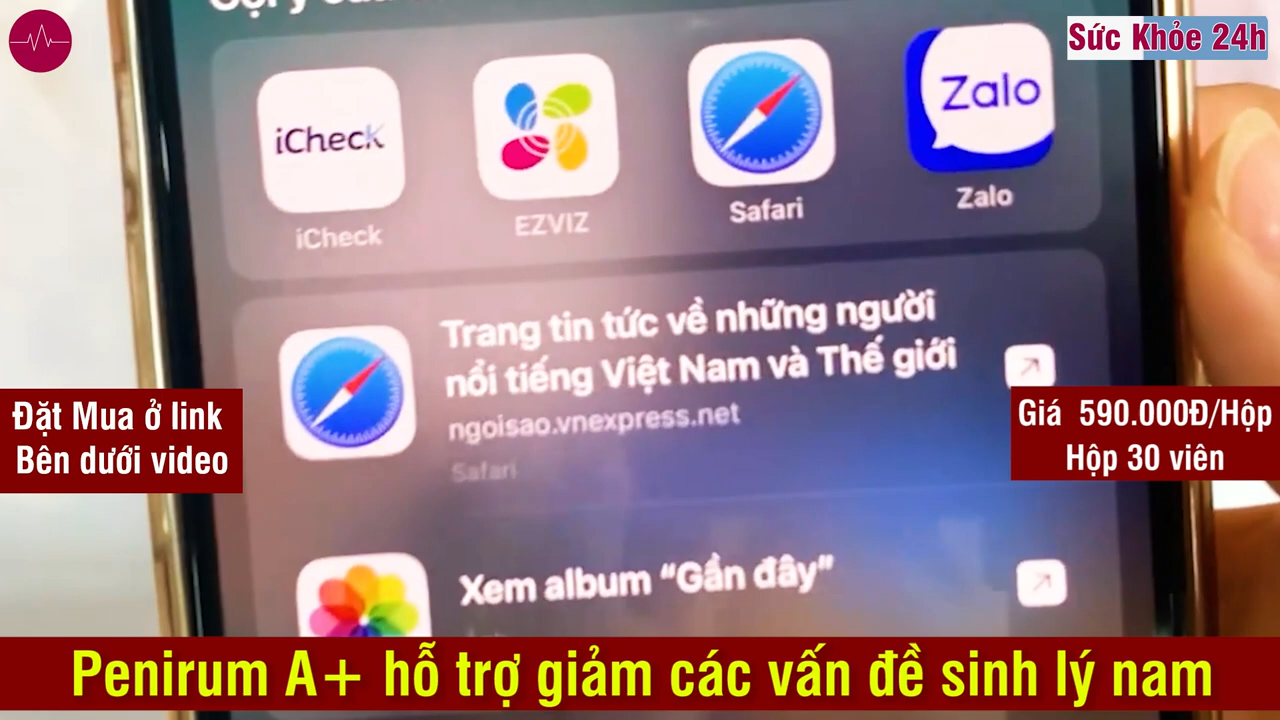 Sức Khỏe 24h
iCheck
Zalo
iCheck
EZVIZ
Safari
Zalo
Trang tin tức về những người
nổi tiếng Việt Nam và Thế giới
ngoisao.vnexpress.net
Safari
Xem album “Gần đây”
Đặt Mua ở link
Bên dưới video
Giá 590.000Đ/Hộp
Hộp 30 viên
Penirum A+ hỗ trợ giảm các vấn đề sinh lý nam